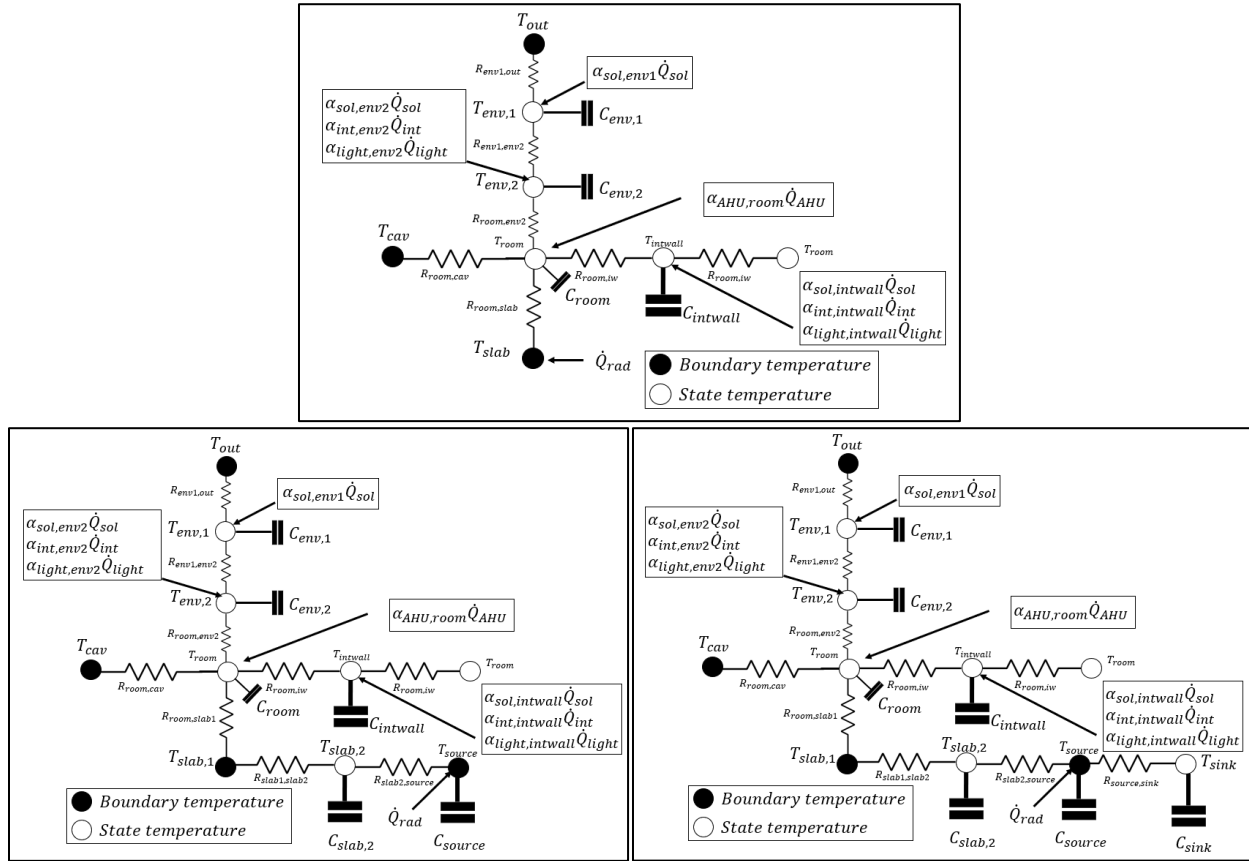 T_out
R_env1,out
α_sol,env1 Q̇_sol
T_env,1
C_env,1
α_sol,env2 Q̇_sol
α_int,env2 Q̇_int
α_light,env2 Q̇_light
R_env1,env2
T_env,2
C_env,2
R_room,env2
α_AHU,room Q̇_AHU
T_cav
T_room
T_intwall
T_room
R_room,cav
R_room,iw
R_room,iw
C_room
R_room,slab
C_intwall
α_sol,intwall Q̇_sol
α_int,intwall Q̇_int
α_light,intwall Q̇_light
T_slab
Q̇_rad
Boundary temperature
State temperature
T_out
R_env1,out
α_sol,env1 Q̇_sol
T_env,1
C_env,1
α_sol,env2 Q̇_sol
α_int,env2 Q̇_int
α_light,env2 Q̇_light
R_env1,env2
T_env,2
C_env,2
R_room,env2
α_AHU,room Q̇_AHU
T_cav
T_room
T_intwall
T_room
R_room,cav
R_room,iw
R_room,iw
C_room
R_room,slab1
C_intwall
α_sol,intwall Q̇_sol
α_int,intwall Q̇_int
α_light,intwall Q̇_light
T_slab,1
T_slab,2
T_source
R_slab1,slab2
R_slab2,source
Q̇_rad
C_slab,2
C_source
Boundary temperature
State temperature
T_out
R_env1,out
α_sol,env1 Q̇_sol
T_env,1
C_env,1
α_sol,env2 Q̇_sol
α_int,env2 Q̇_int
α_light,env2 Q̇_light
R_env1,env2
T_env,2
C_env,2
R_room,env2
α_AHU,room Q̇_AHU
T_cav
T_room
T_intwall
T_room
R_room,cav
R_room,iw
R_room,iw
C_room
R_room,slab1
C_intwall
α_sol,intwall Q̇_sol
α_int,intwall Q̇_int
α_light,intwall Q̇_light
T_slab,1
T_slab,2
T_source
T_sink
R_slab1,slab2
R_slab2,source
R_source,sink
Q̇_rad
C_slab,2
C_source
C_sink
Boundary temperature
State temperature